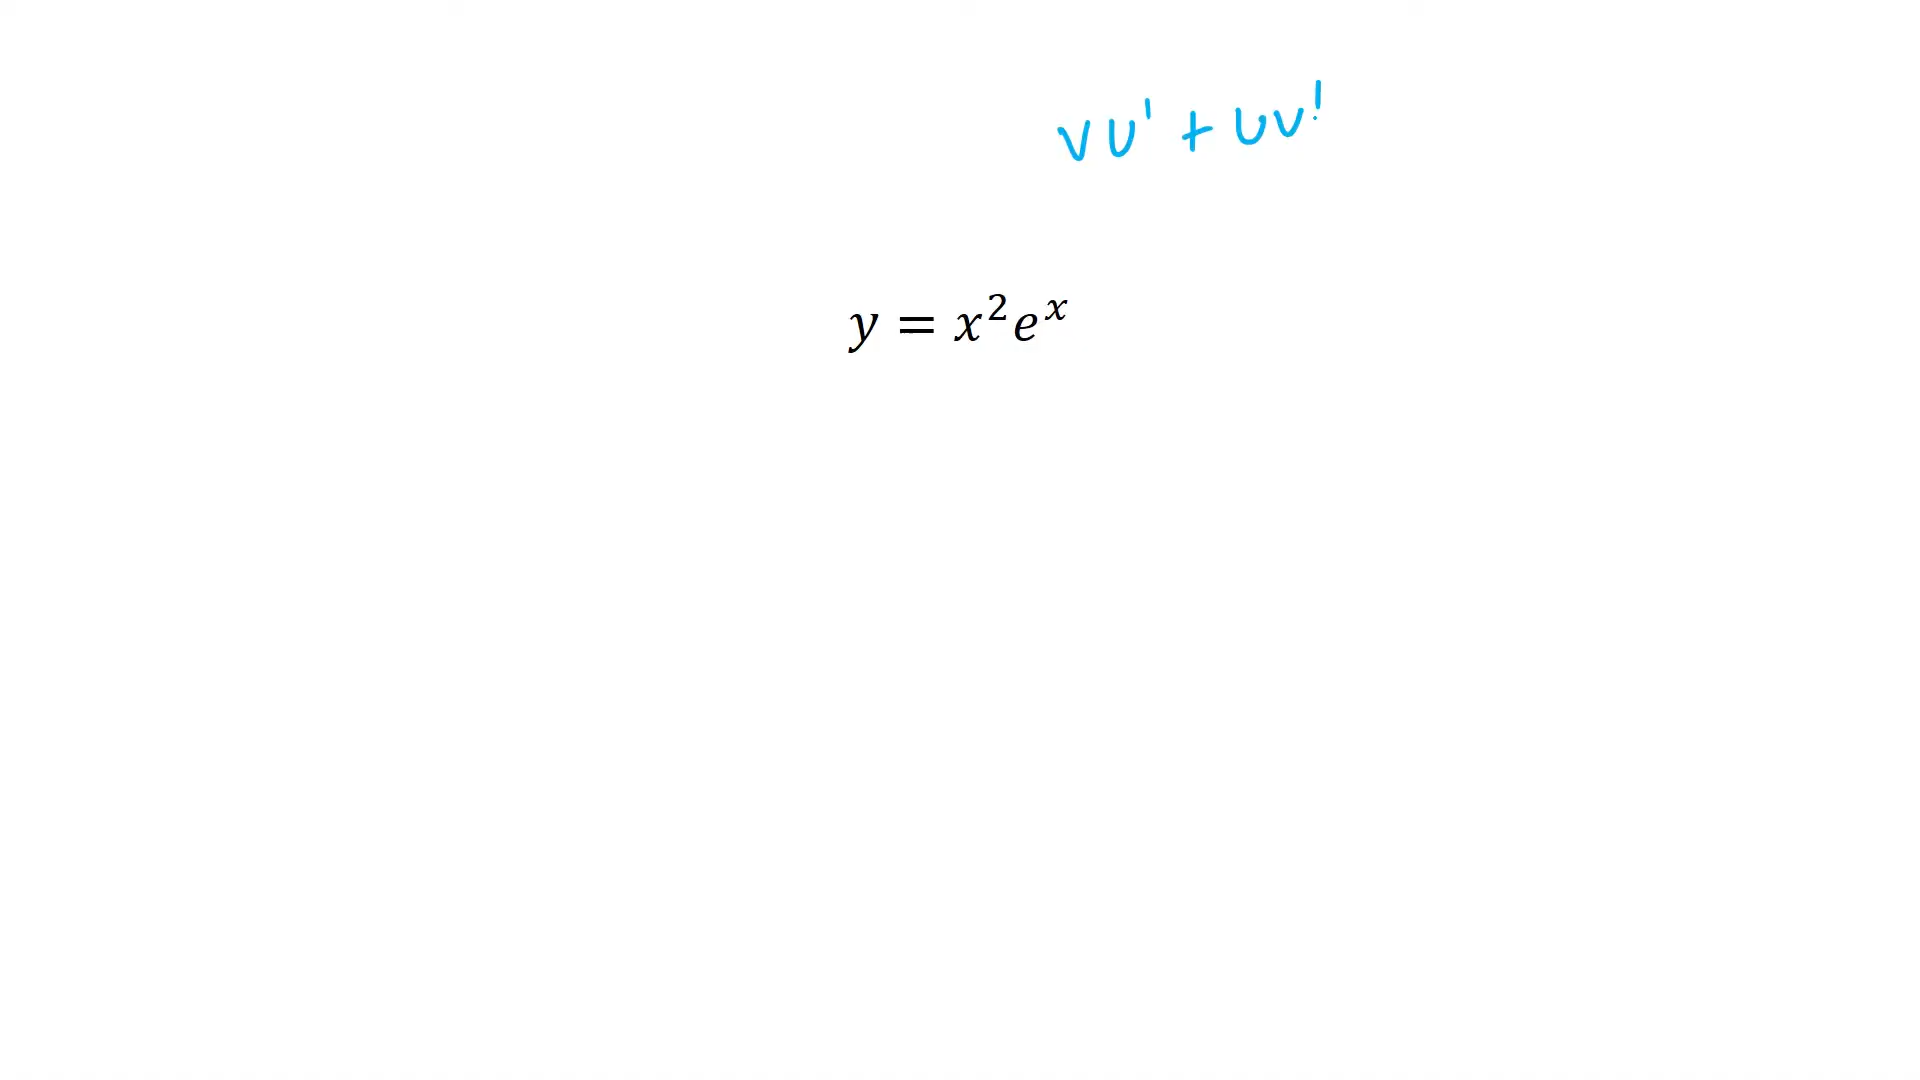 vu' + uv'
y = x²eˣ